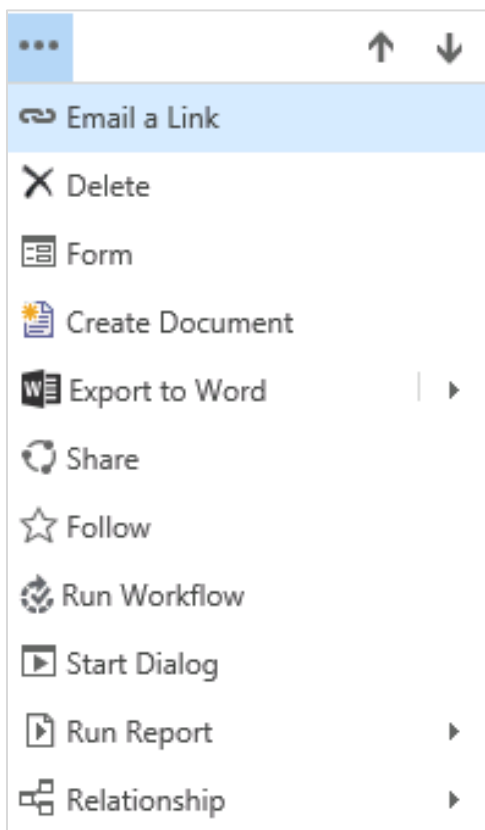 Email a Link
Delete
Form
Create Document
Export to Word
Share
Follow
Run Workflow
Start Dialog
Run Report
Relationship